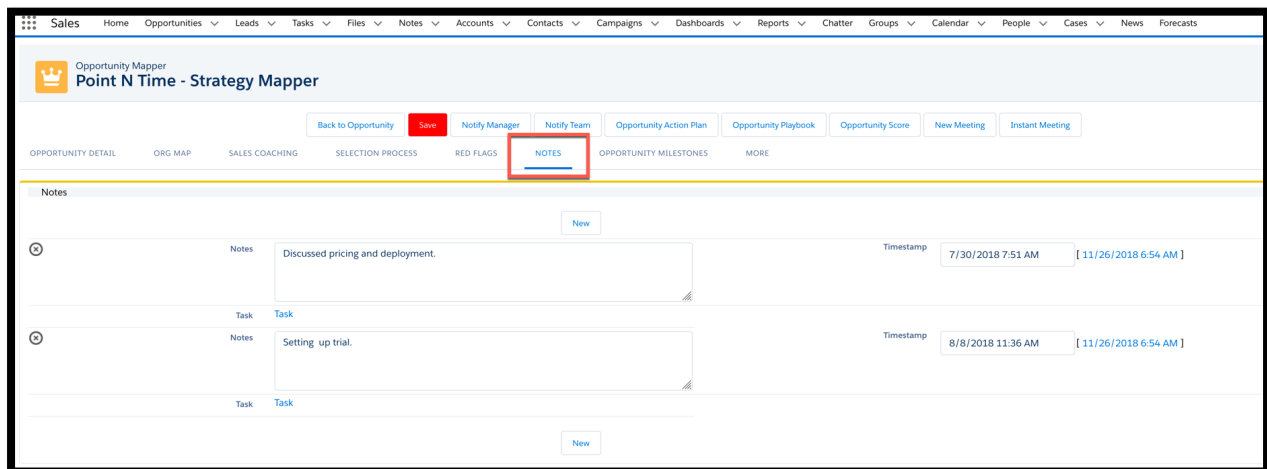 Sales Home Opportunities Leads Tasks Files Notes Accounts Contacts Campaigns Dashboards Reports Chatter Groups Calendar People Cases News Forecasts
Opportunity Mapper
Point N Time - Strategy Mapper
Back to Opportunity Save Notify Manager Notify Team Opportunity Action Plan Opportunity Playbook Opportunity Score New Meeting Instant Meeting
OPPORTUNITY DETAIL ORG MAP SALES COACHING SELECTION PROCESS RED FLAGS NOTES OPPORTUNITY MILESTONES MORE
Notes
New
Notes Discussed pricing and deployment. Timestamp 7/30/2018 7:51 AM [ 11/26/2018 6:54 AM ]
Task Task
Notes Setting up trial. Timestamp 8/8/2018 11:36 AM [ 11/26/2018 6:54 AM ]
Task Task
New